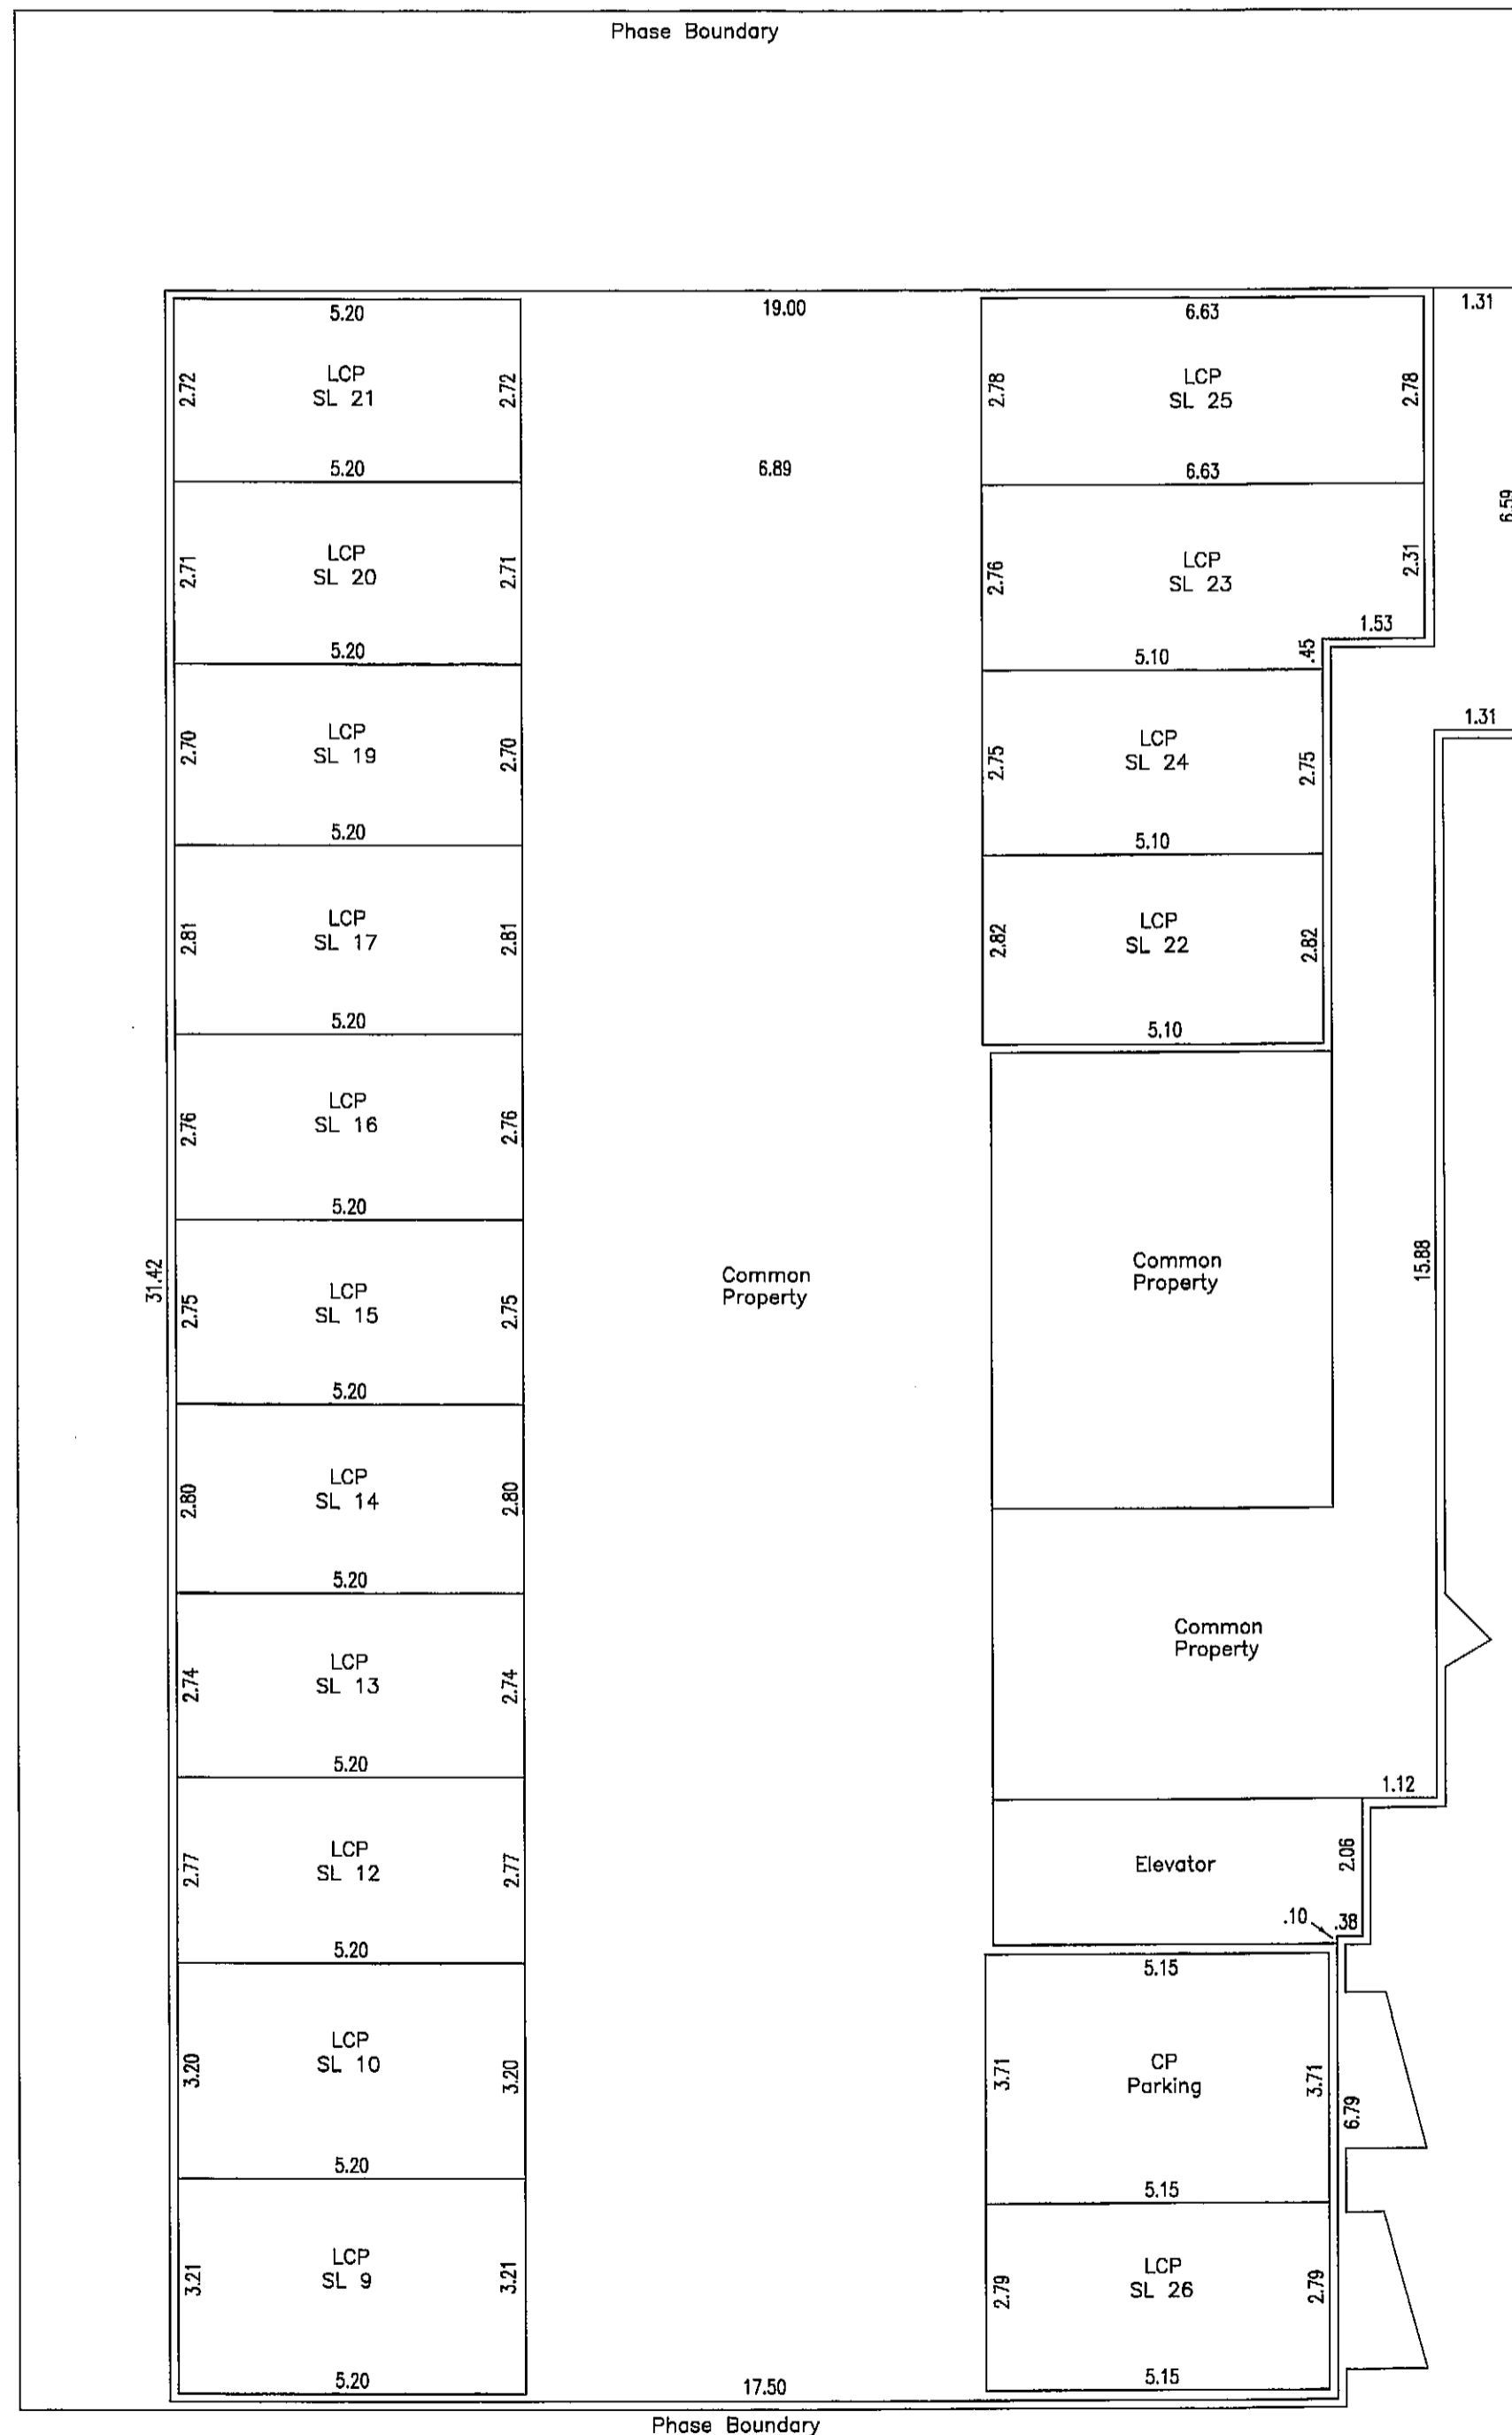 Phase Boundary
5.20
19.00
6.63
1.31
2.72
LCP
SL 21
2.72
2.78
LCP
SL 25
2.78
5.20
6.89
6.63
6.59
2.71
LCP
SL 20
2.71
2.76
LCP
SL 23
2.31
1.53
5.20
5.10
.45
1.31
2.70
LCP
SL 19
2.70
2.75
LCP
SL 24
2.75
5.20
5.10
2.81
LCP
SL 17
2.81
2.82
LCP
SL 22
2.82
5.20
5.10
2.76
LCP
SL 16
2.76
5.20
31.42
2.75
LCP
SL 15
2.75
Common
Property
Common
Property
15.88
5.20
2.80
LCP
SL 14
2.80
5.20
2.74
LCP
SL 13
2.74
Common
Property
5.20
1.12
2.77
LCP
SL 12
2.77
Elevator
2.06
.10
.38
5.20
5.15
3.20
LCP
SL 10
3.20
3.71
CP
Parking
3.71
6.79
5.20
5.15
3.21
LCP
SL 9
3.21
2.79
LCP
SL 26
2.79
5.20
17.50
5.15
Phase Boundary